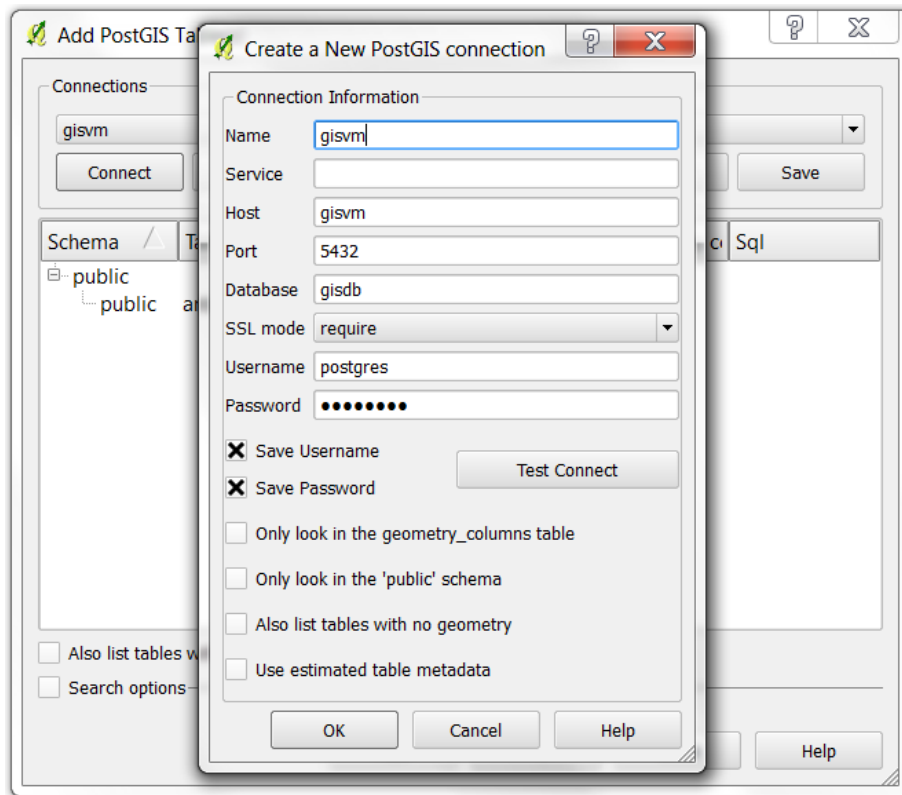 Add PostGIS Ta
Create a New PostGIS connection
Connections
gisvm
Connect
Save
Schema
Sql
public
public
Connection Information
Name gisvm
Service
Host gisvm
Port 5432
Database gisdb
SSL mode require
Username postgres
Password ●●●●●●●●
Save Username
Test Connect
Save Password
Only look in the geometry_columns table
Only look in the 'public' schema
Also list tables with no geometry
Use estimated table metadata
OK Cancel Help
Also list tables w
Search options
Help